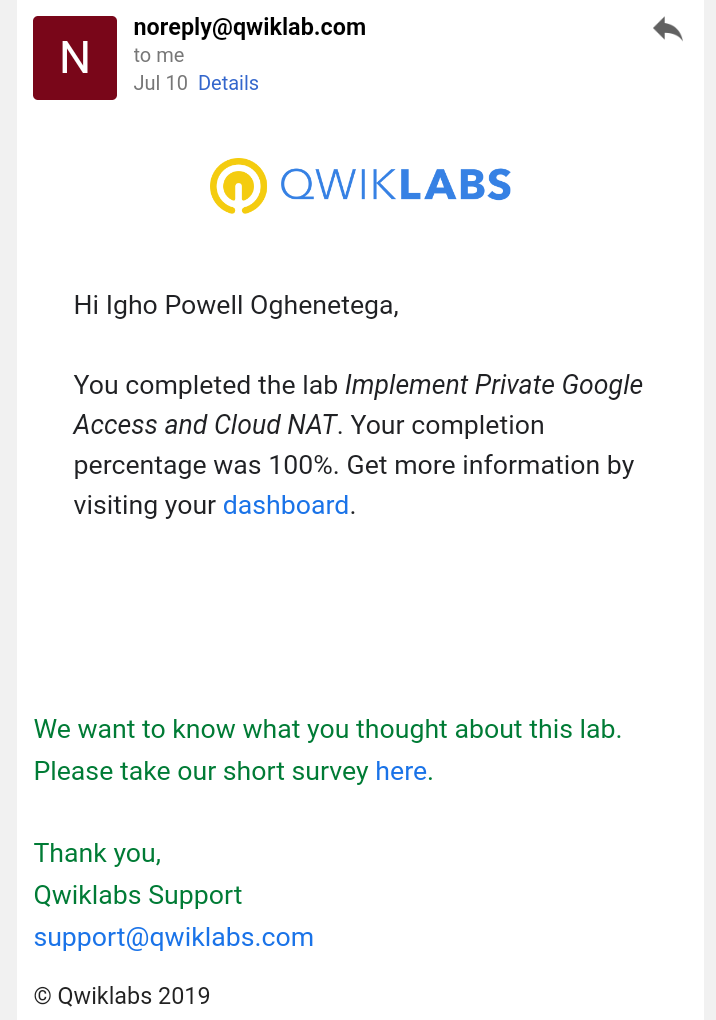 N
noreply@qwiklab.com
to me
Jul 10 Details
QWIKLABS
Hi Igho Powell Oghenetega,
You completed the lab Implement Private Google
Access and Cloud NAT. Your completion
percentage was 100%. Get more information by
visiting your dashboard.
We want to know what you thought about this lab.
Please take our short survey here.
Thank you,
Qwiklabs Support
support@qwiklabs.com
© Qwiklabs 2019